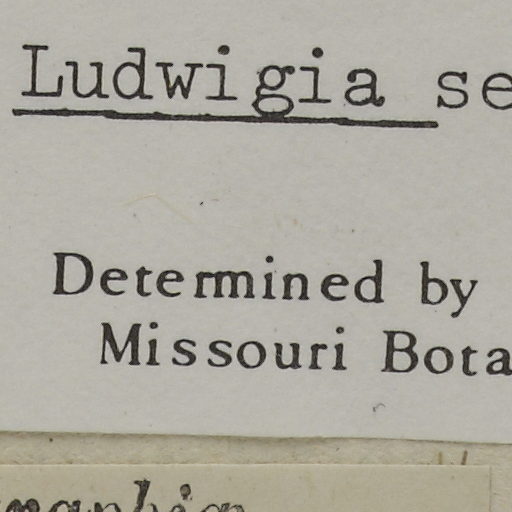 Ludwigia se
Determined by
Missouri Bota